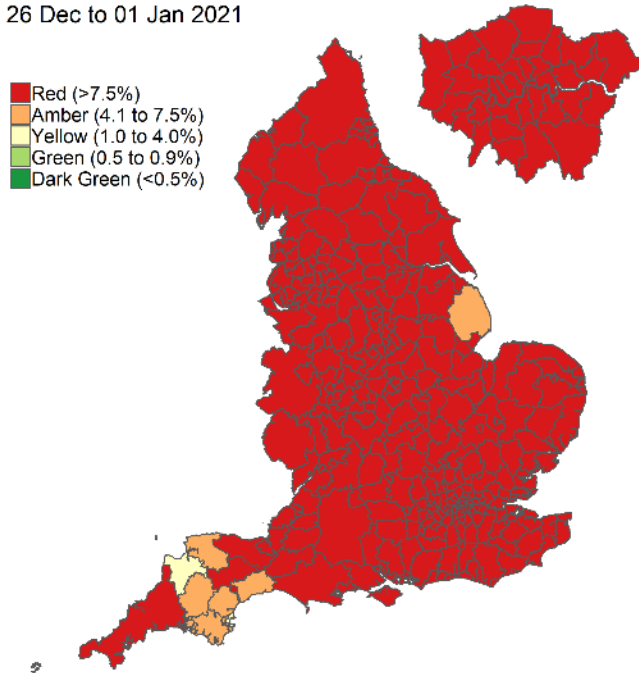 26 Dec to 01 Jan 2021
Red (>7.5%)
Amber (4.1 to 7.5%)
Yellow (1.0 to 4.0%)
Green (0.5 to 0.9%)
Dark Green (<0.5%)